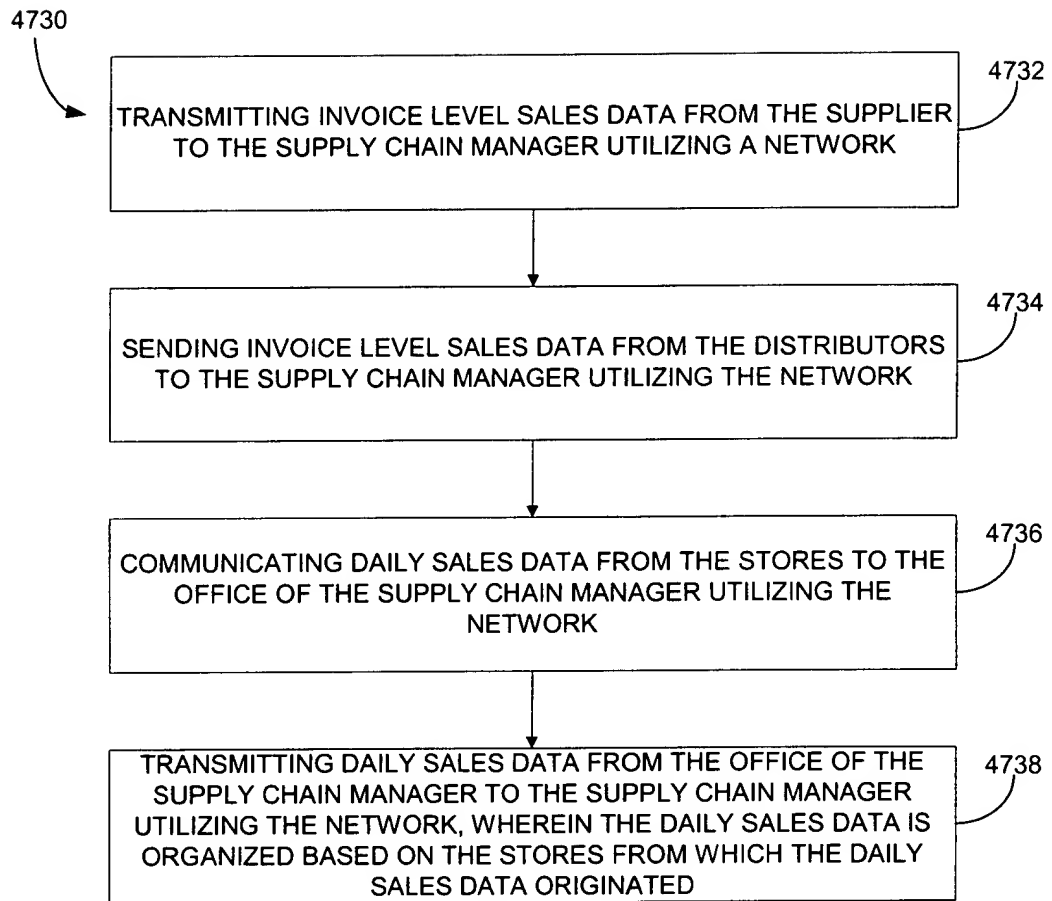 4730
4732
TRANSMITTING INVOICE LEVEL SALES DATA FROM THE SUPPLIER
TO THE SUPPLY CHAIN MANAGER UTILIZING A NETWORK
4734
SENDING INVOICE LEVEL SALES DATA FROM THE DISTRIBUTORS
TO THE SUPPLY CHAIN MANAGER UTILIZING THE NETWORK
4736
COMMUNICATING DAILY SALES DATA FROM THE STORES TO THE
OFFICE OF THE SUPPLY CHAIN MANAGER UTILIZING THE
NETWORK
4738
TRANSMITTING DAILY SALES DATA FROM THE OFFICE OF THE
SUPPLY CHAIN MANAGER TO THE SUPPLY CHAIN MANAGER
UTILIZING THE NETWORK, WHEREIN THE DAILY SALES DATA IS
ORGANIZED BASED ON THE STORES FROM WHICH THE DAILY
SALES DATA ORIGINATED